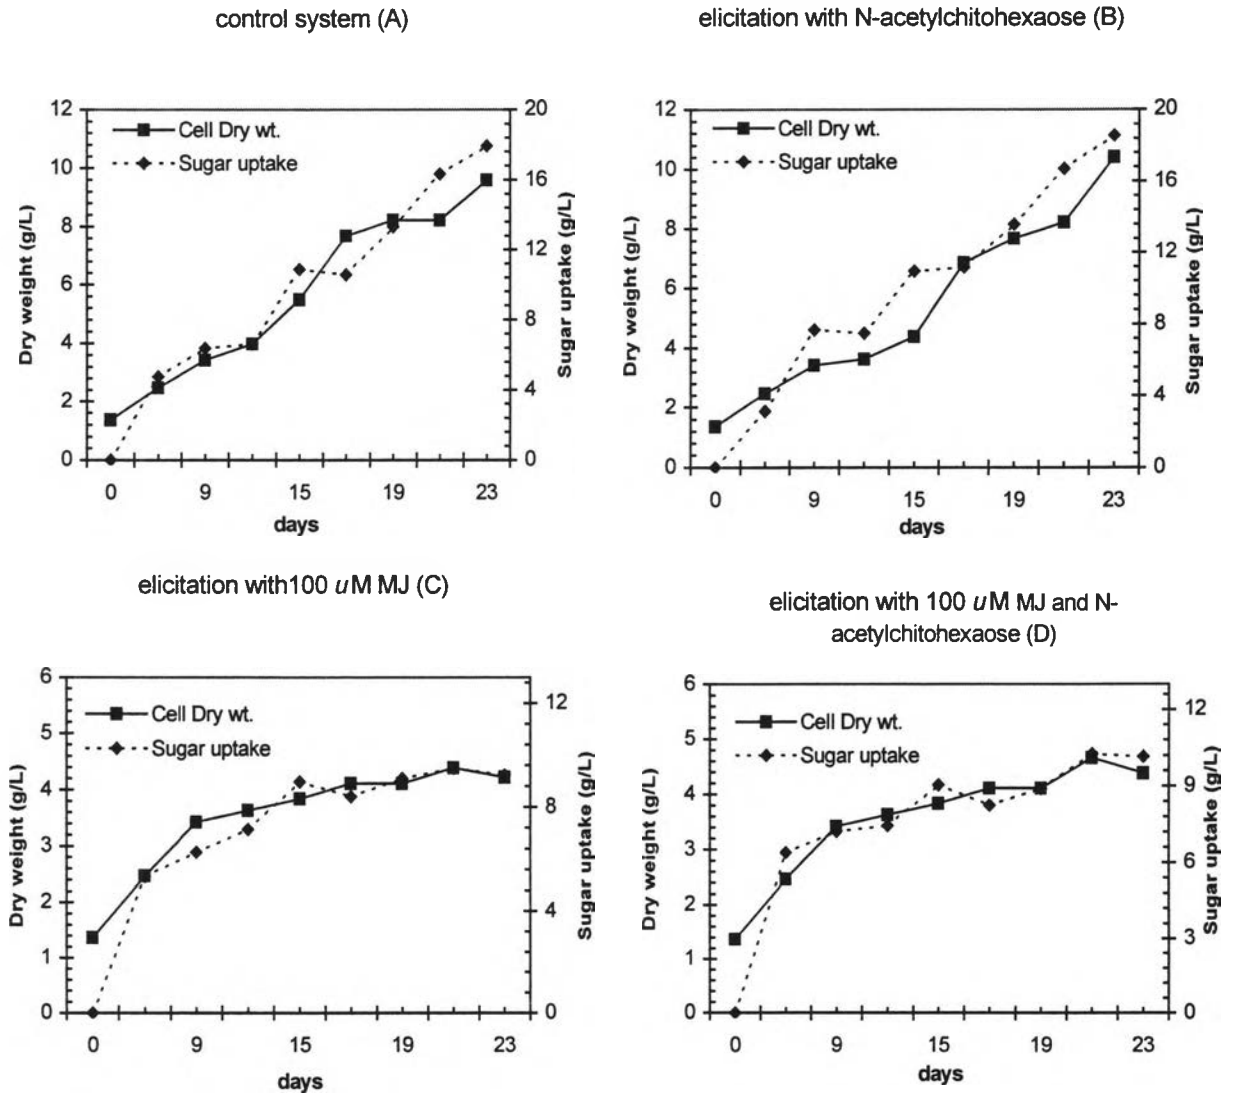 control system (A)
12
10
8
6
4
2
0
Dry weight (g/L)
Cell Dry wt.
Sugar uptake
20
16
12
8
4
0
Sugar uptake (g/L)
0 9 15 19 23
days
elicitation with N-acetylchitohexaose (B)
12
10
8
6
4
2
0
Dry weight (g/L)
Cell Dry wt.
Sugar uptake
20
16
12
8
4
0
Sugar uptake (g/L)
0 9 15 19 23
days
elicitation with100 uM MJ (C)
6
5
4
3
2
1
0
Dry weight (g/L)
Cell Dry wt.
Sugar uptake
12
8
4
0
Sugar uptake (g/L)
0 9 15 19 23
days
elicitation with 100 uM MJ and N-
acetylchitohexaose (D)
6
5
4
3
2
1
0
Dry weight (g/L)
Cell Dry wt.
Sugar uptake
12
9
6
3
0
Sugar uptake (g/L)
0 9 15 19 23
days